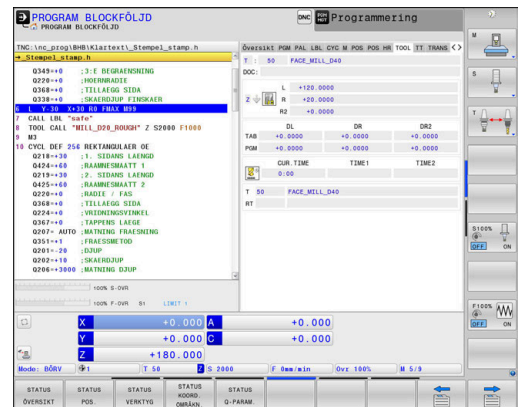 PROGRAM BLOCKFÖLJD
PROGRAM BLOCKFÖLJD
DNC
Programmering
TNC:\nc_prog\BHB\Klartext\_Stempel_stamp.h
→_Stempel_stamp.h
Q349=+0 ;3:E BEGRAENSNING
Q220=+0 ;HOERNRADIE
Q368=+0 ;TILLAEGG SIDA
Q338=+0 ;SKAERDJUP FINSKAER
6 L Y-30 X+30 R0 FMAX M99
7 CALL LBL "safe"
8 TOOL CALL "MILL_D20_ROUGH" Z S2000 F1000
9 M3
10 CYCL DEF 256 REKTANGULAER OE
Q218=+30 ;1. SIDANS LAENGD
Q424=+60 ;RAAMNESMAATT 1
Q219=+30 ;2. SIDANS LAENGD
Q425=+60 ;RAAMNESMAATT 2
Q220=+0 ;RADIE / FAS
Q368=+0 ;TILLAEGG SIDA
Q224=+0 ;VRIDNINGSVINKEL
Q367=+0 ;TAPPENS LAEGE
Q207= AUTO ;MATNING FRAESNING
Q351=+1 ;FRAESMETOD
Q201=-20 ;DJUP
Q202=+10 ;SKAERDJUP
Q206=+3000 ;MATNING DJUP
Översikt PGM PAL LBL CYC M POS POS HR TOOL TT TRANS
T : 50 FACE_MILL_D40
DOC:
Z L +120.0000
R +20.0000
R2 +0.0000
DL DR DR2
TAB +0.0000 +0.0000 +0.0000
PGM +0.0000 +0.0000 +0.0000
CUR.TIME TIME1 TIME2
0:00
T 50 FACE_MILL_D40
RT
100% S-OVR
100% F-OVR S1 LIMIT 1
X +0.000 A +0.000
Y +0.000 C +0.000
Z +180.000
Mode: BÖRV 1 T 50 Z S 2000 F 0mm/min Ovr 100% M 5/9
STATUS ÖVERSIKT
STATUS POS.
STATUS VERKTYG
STATUS KOORD. OMRÄKN.
STATUS Q-PARAM.
M
S
T
S100%
OFF ON
F100%
OFF ON